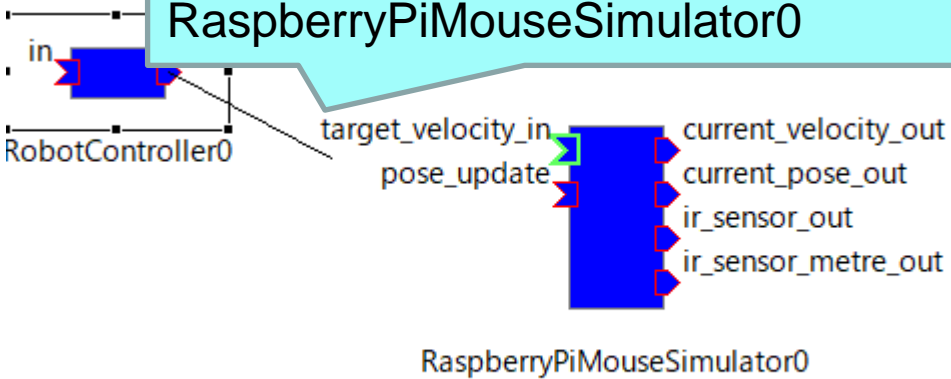 RaspberryPiMouseSimulator0
in
RobotController0
target_velocity_in
pose_update
current_velocity_out
current_pose_out
ir_sensor_out
ir_sensor_metre_out
RaspberryPiMouseSimulator0